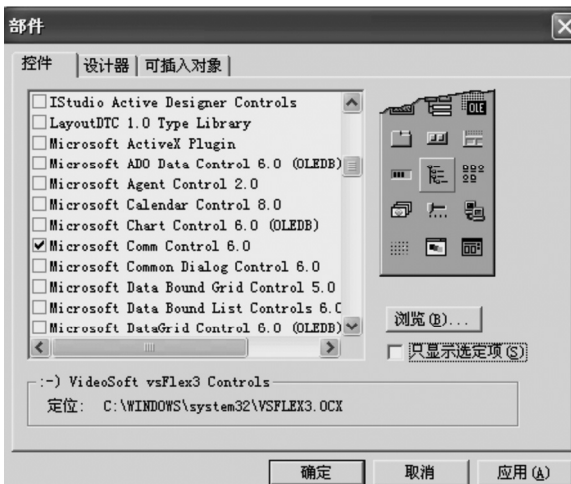 部件
控件
设计器
可插入对象
IStudio Active Designer Controls
LayoutDTC 1.0 Type Library
Microsoft ActiveX Plugin
Microsoft ADO Data Control 6.0 (OLEDB)
Microsoft Agent Control 2.0
Microsoft Calendar Control 8.0
Microsoft Chart Control 6.0 (OLEDB)
Microsoft Comm Control 6.0
Microsoft Common Dialog Control 6.0
Microsoft Data Bound Grid Control 5.0
Microsoft Data Bound List Controls 6.0
Microsoft DataGrid Control 6.0 (OLEDB)
OLE
浏览(B)...
只显示选定项(S)
:-) VideoSoft vsFlex3 Controls
定位: C:\WINDOWS\system32\VSFLEX3.OCX
确定
取消
应用(A)